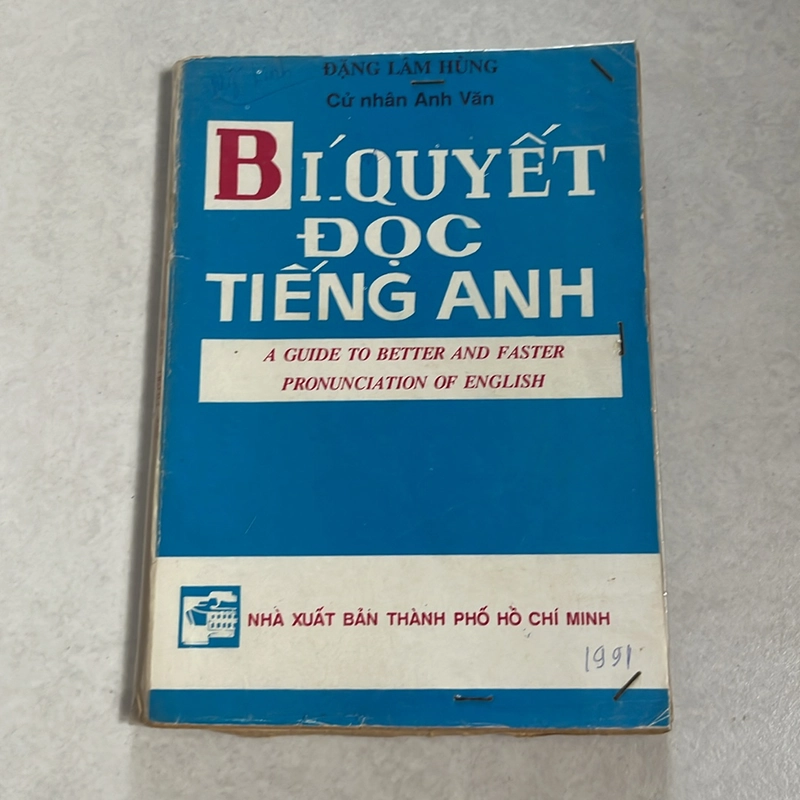 ĐẶNG LÂM HÙNG
Cử nhân Anh Văn
BÍ QUYẾT
ĐỌC
TIẾNG ANH
A GUIDE TO BETTER AND FASTER
PRONUNCIATION OF ENGLISH
NHÀ XUẤT BẢN THÀNH PHỐ HỒ CHÍ MINH
1991